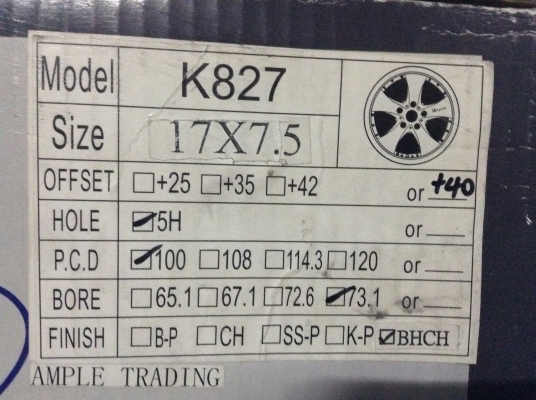 Model K827
Size 17X7.5
OFFSET ☐+25 ☐+35 ☐+42 or +40
HOLE ☑5H or
P.C.D ☑100 ☐108 ☐114.3 ☐120 or
BORE ☐65.1 ☐67.1 ☐72.6 ☑73.1 or
FINISH ☐B-P ☐CH ☐SS-P ☐K-P ☑BHCH
AMPLE TRADING